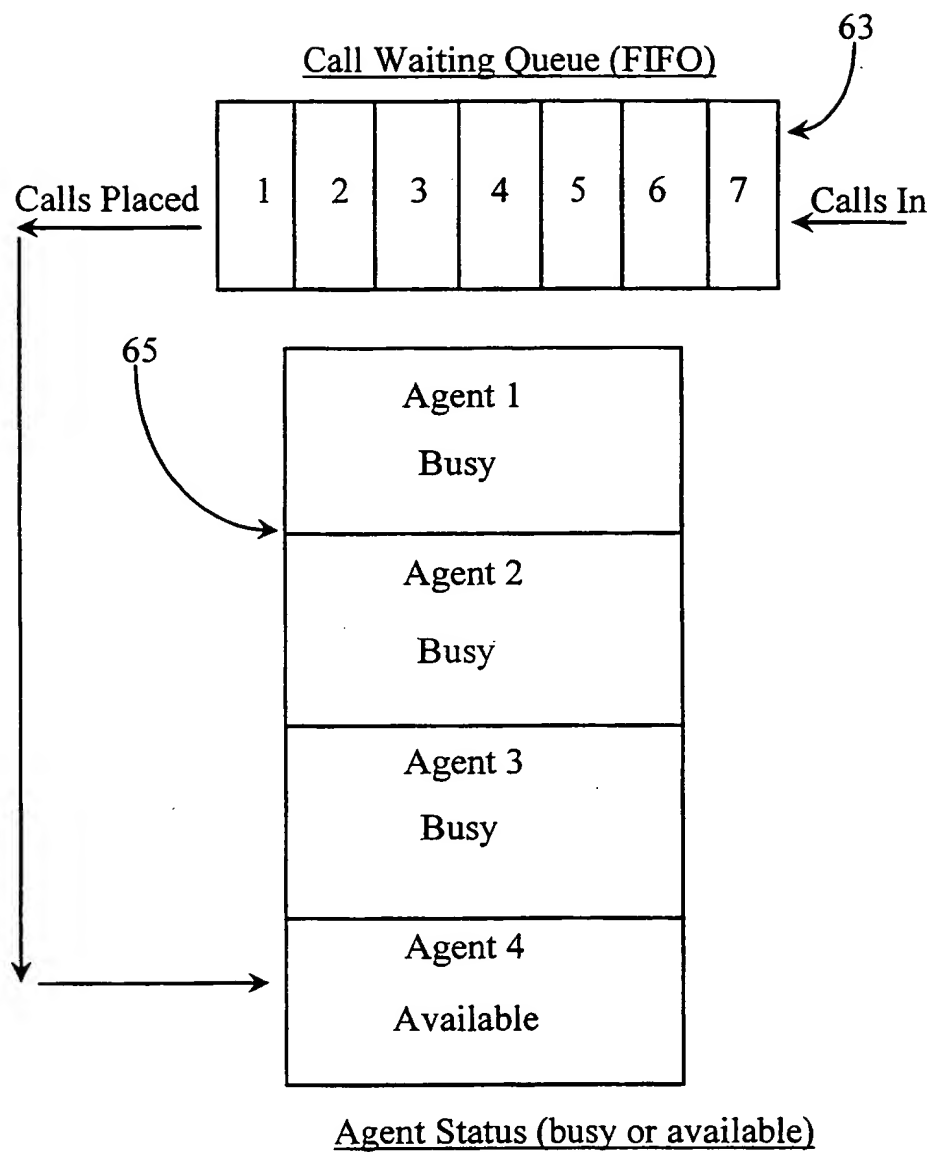 63
Call Waiting Queue (FIFO)
Calls Placed
1 2 3 4 5 6 7
Calls In
65
Agent 1
Busy
Agent 2
Busy
Agent 3
Busy
Agent 4
Available
Agent Status (busy or available)